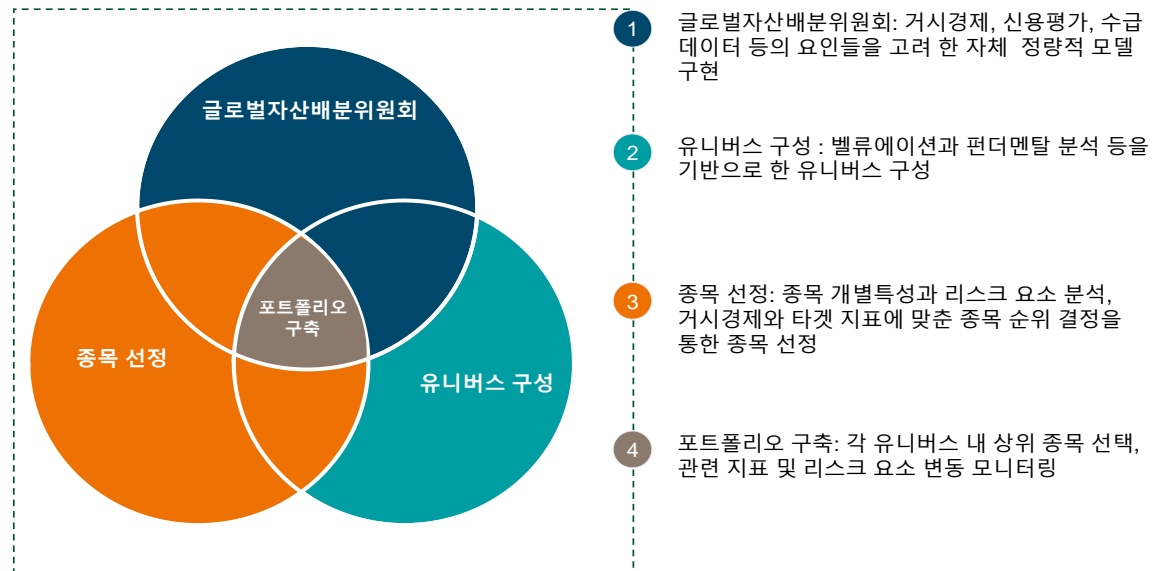 글로벌자산배분위원회
종목 선정
포트폴리오
구축
유니버스 구성
1
글로벌자산배분위원회: 거시경제, 신용평가, 수급
데이터 등의 요인들을 고려 한 자체 정량적 모델
구현
2
유니버스 구성 : 벨류에이션과 펀더멘탈 분석 등을
기반으로 한 유니버스 구성
3
종목 선정: 종목 개별특성과 리스크 요소 분석,
거시경제와 타겟 지표에 맞춘 종목 순위 결정을
통한 종목 선정
4
포트폴리오 구축: 각 유니버스 내 상위 종목 선택,
관련 지표 및 리스크 요소 변동 모니터링